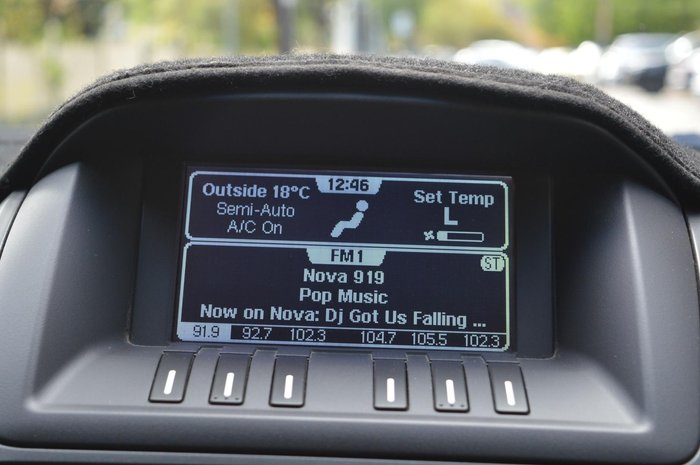 12:46
Outside 18°C
Semi-Auto
A/C On
Set Temp
L
FM1
ST
Nova 919
Pop Music
Now on Nova: Dj Got Us Falling ...
91.9 92.7 102.3 104.7 105.5 102.3